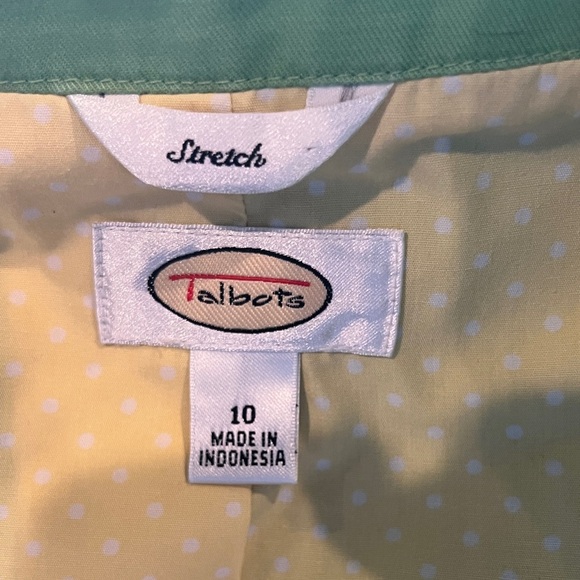 Stretch
Talbots
10
MADE IN
INDONESIA